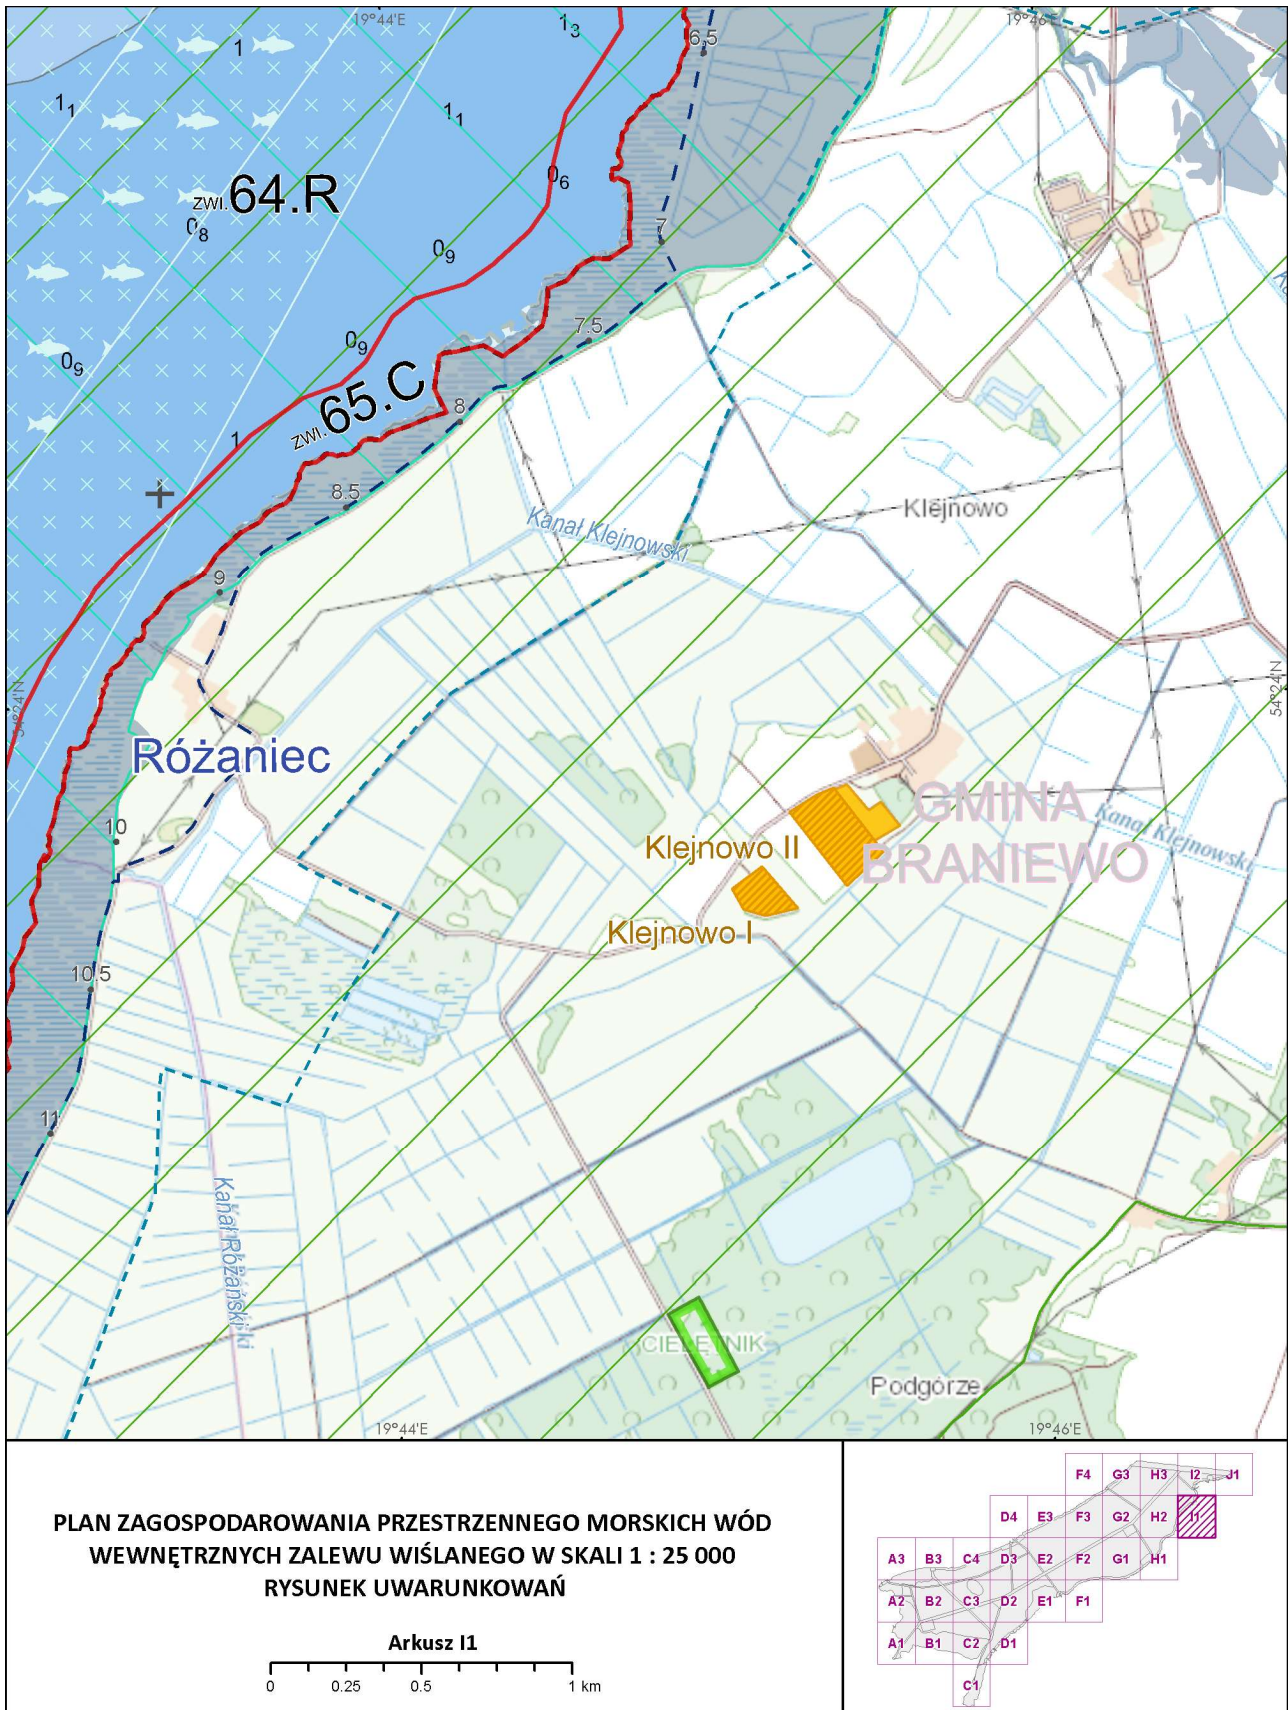 19°44'E
19°46'E
1
1₃
6.5
1₁
1₁
0₆
zwi.64.R
0₈
7
0₉
7.5
0₉
0₉
zwi.65.C
8
1
8.5
Klejnowo
Kanał Klejnowski
9
54°24'N
54°24'N
Różaniec
GMINA
BRANIEWO
Kanał Klejnowski
10
Klejnowo II
Klejnowo I
10.5
11
Kanał Różański
CIELĘTNIK
Podgórze
19°44'E
19°46'E
PLAN ZAGOSPODAROWANIA PRZESTRZENNEGO MORSKICH WÓD
WEWNĘTRZNYCH ZALEWU WIŚLANEGO W SKALI 1 : 25 000
RYSUNEK UWARUNKOWAŃ
Arkusz I1
0 0.25 0.5 1 km
F4 G3 H3 I2 J1
D4 E3 F3 G2 H2 I1
A3 B3 C4 D3 E2 F2 G1 H1
A2 B2 C3 D2 E1 F1
A1 B1 C2 D1
C1